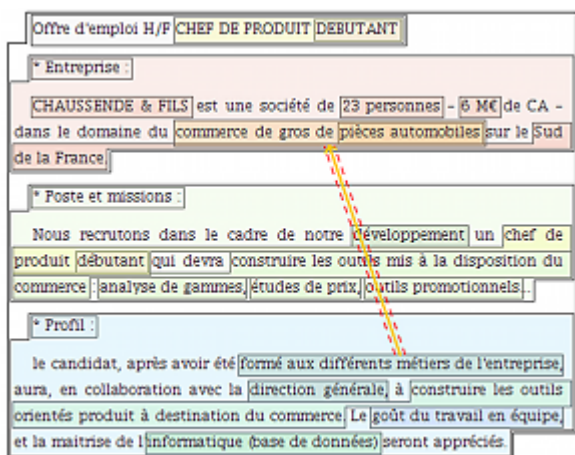 Offre d'emploi H/F CHEF DE PRODUIT DEBUTANT
* Entreprise :
CHAUSSENDE & FILS est une société de 23 personnes – 6 M€ de CA –
dans le domaine du commerce de gros de pièces automobiles sur le Sud
de la France.
* Poste et missions :
Nous recrutons dans le cadre de notre développement un chef de
produit débutant qui devra construire les outils mis à la disposition du
commerce : analyse de gammes, études de prix, outils promotionnels...
* Profil :
le candidat, après avoir été formé aux différents métiers de l'entreprise,
aura, en collaboration avec la direction générale, à construire les outils
orientés produit à destination du commerce. Le goût du travail en équipe,
et la maitrise de l'informatique (base de données) seront appréciés.